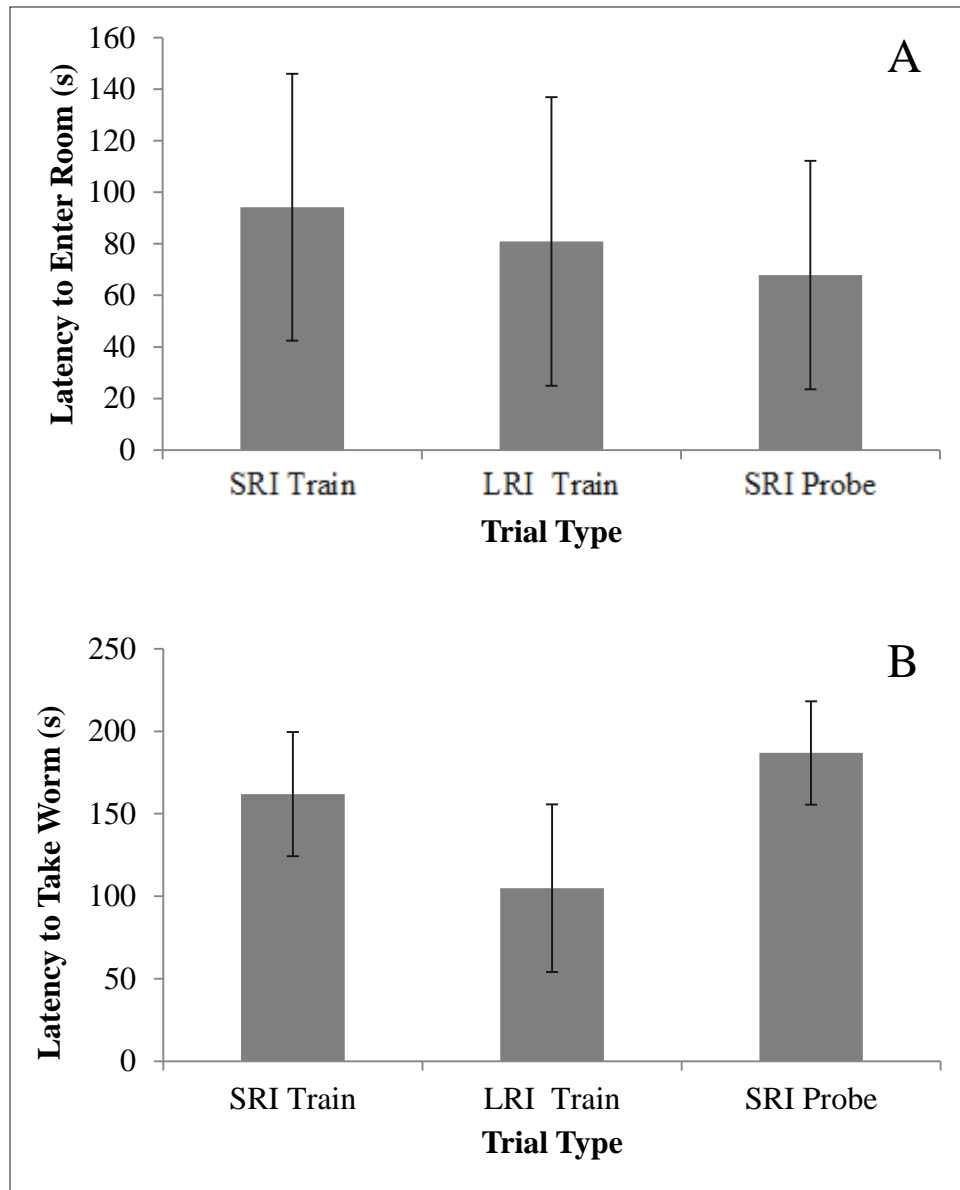 A
160
140
120
100
80
60
40
20
0
Latency to Enter Room (s)
SRI Train LRI Train SRI Probe
Trial Type
B
250
200
150
100
50
0
Latency to Take Worm (s)
SRI Train LRI Train SRI Probe
Trial Type